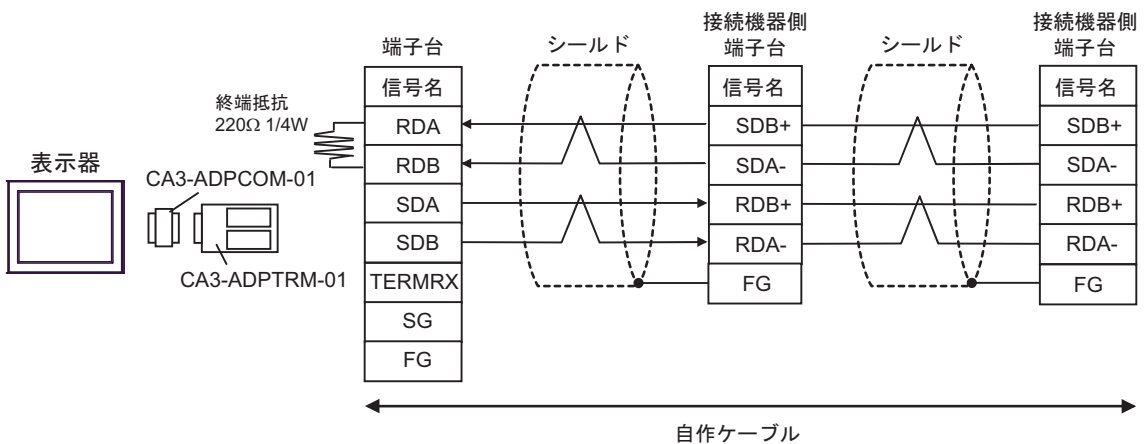 表示器
CA3-ADPCOM-01
CA3-ADPTRM-01
終端抵抗
220Ω 1/4W
端子台
信号名
RDA
RDB
SDA
SDB
TERMRX
SG
FG
シールド
接続機器側
端子台
信号名
SDB+
SDA-
RDB+
RDA-
FG
シールド
接続機器側
端子台
信号名
SDB+
SDA-
RDB+
RDA-
FG
自作ケーブル